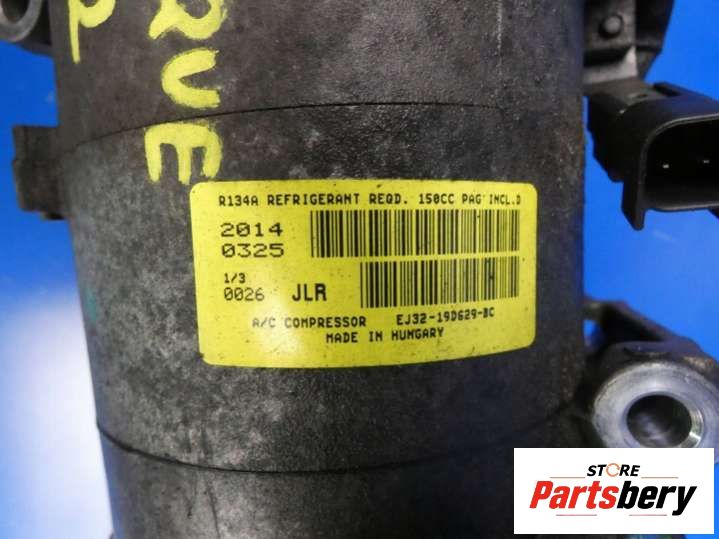 RQVE
R134A REFRIGERANT REQD. 150CC PAG INCL.D
2014
0325
1/3
0026 JLR
A/C COMPRESSOR EJ32-19D629-BC
MADE IN HUNGARY
STORE
Partsbery